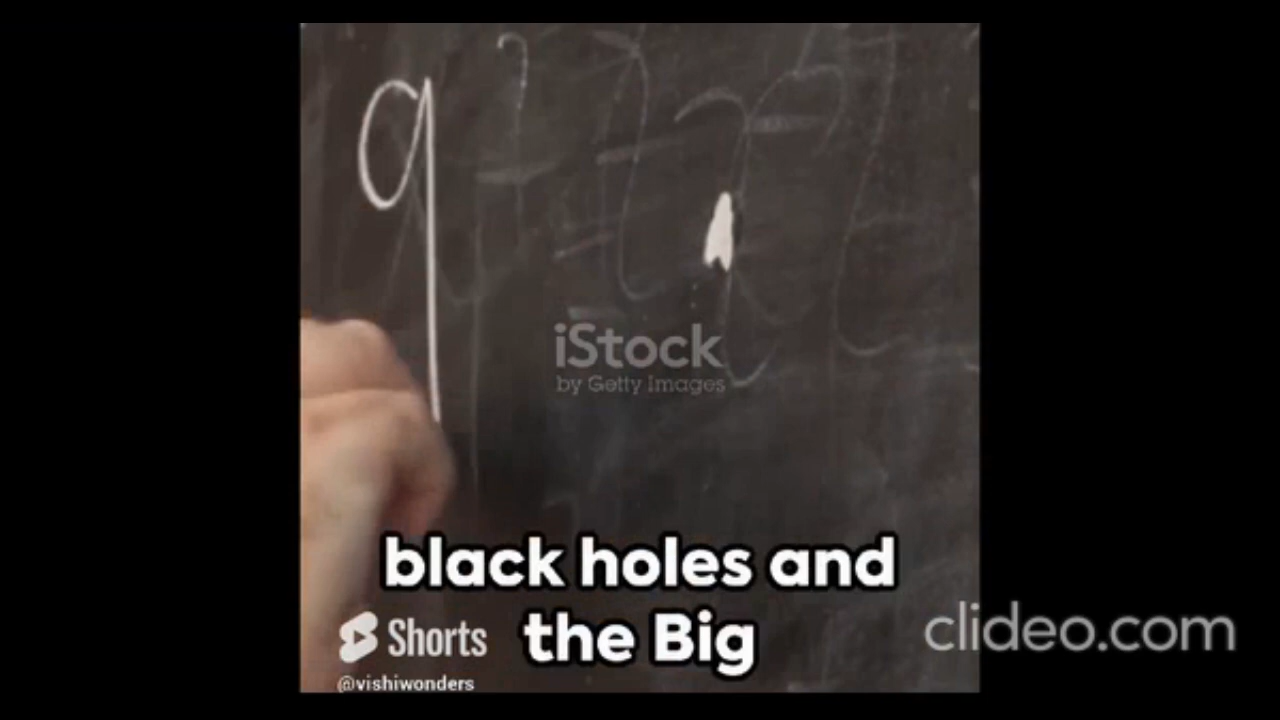 q
iStock
by Getty Images
black holes and
the Big
Shorts
@vishiwonders
clideo.com